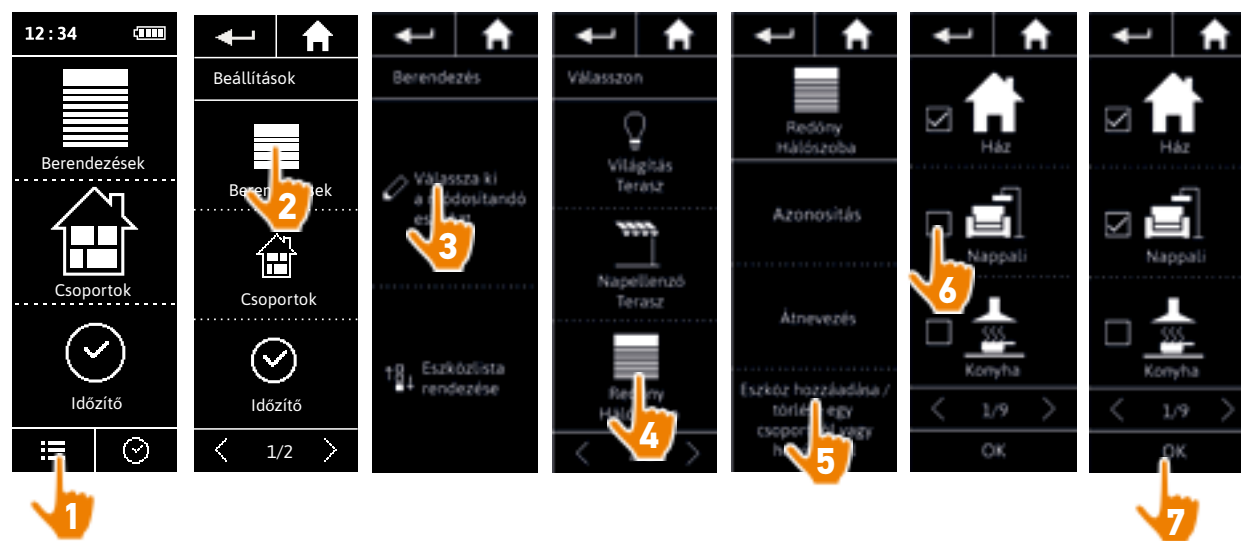 12:34
Berendezések
Csoportok
Időzítő
1
Beállítások
2
Csoportok
Időzítő
1/2
Berendezés
Válassza ki
a módosítandó
3
Eszközlista
rendezése
Válasszon
Világítás
Terasz
Napellenző
Terasz
4
Redőny
Hálószoba
Azonosítás
Átnevezés
Eszköz hozzáadása /
egy
5
Ház
6
Nappali
Konyha
1/9
OK
Ház
Nappali
Konyha
1/9
OK
7